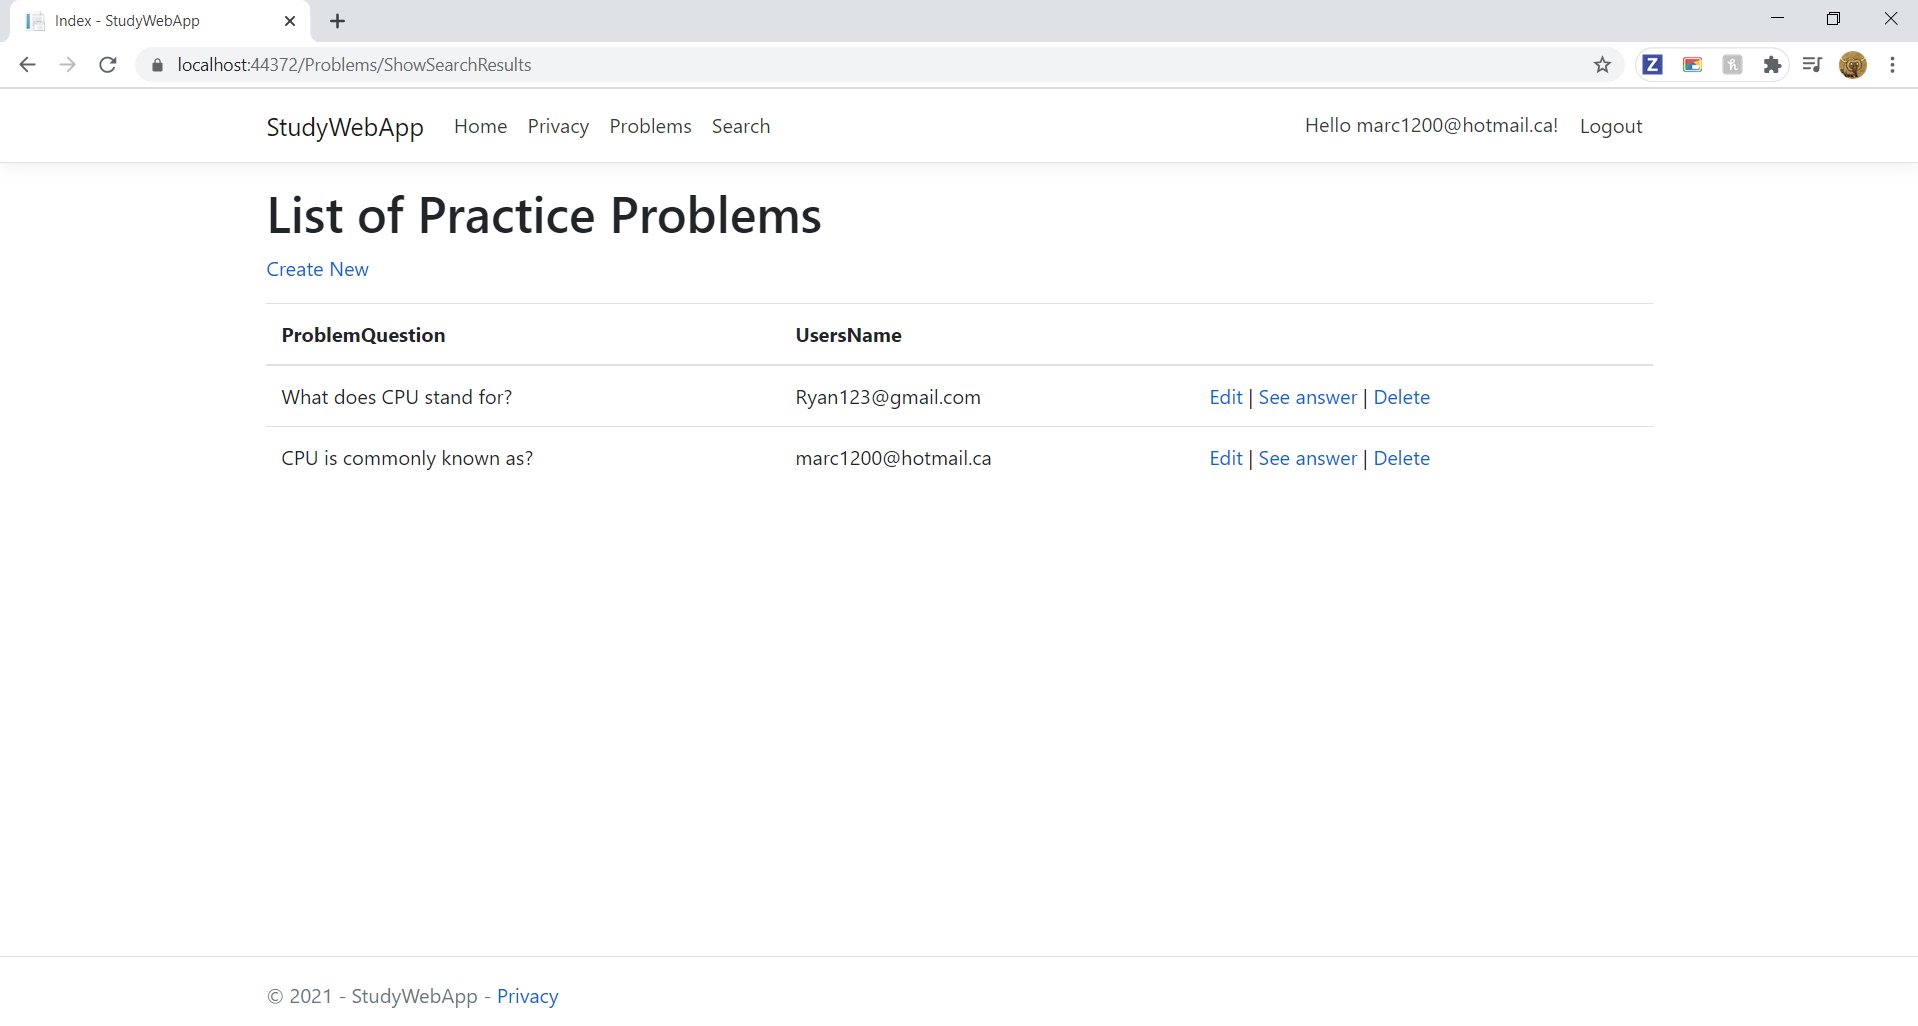 Index - StudyWebApp
localhost:44372/Problems/ShowSearchResults
Z
h
StudyWebApp Home Privacy Problems Search Hello marc1200@hotmail.ca! Logout
List of Practice Problems
Create New
ProblemQuestion UsersName
What does CPU stand for? Ryan123@gmail.com Edit | See answer | Delete
CPU is commonly known as? marc1200@hotmail.ca Edit | See answer | Delete
© 2021 - StudyWebApp - Privacy